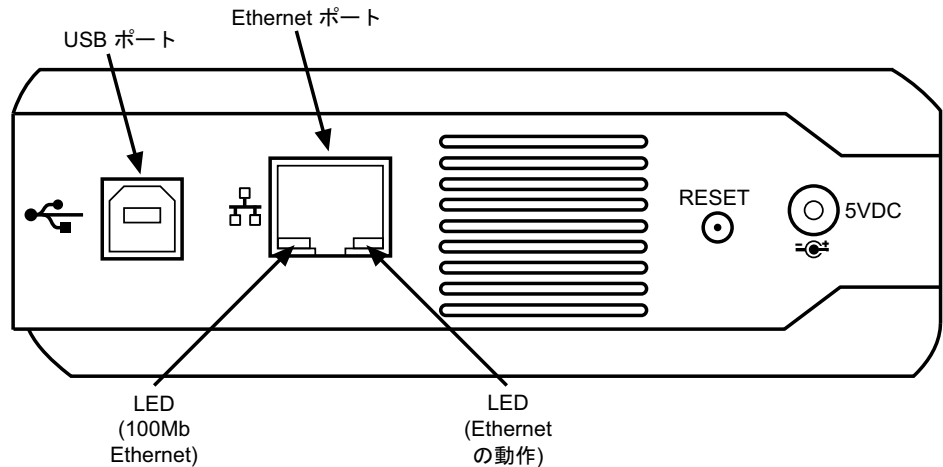 Ethernet ポート
USB ポート
RESET
5VDC
LED
(100Mb
Ethernet)
LED
(Ethernet
の動作)